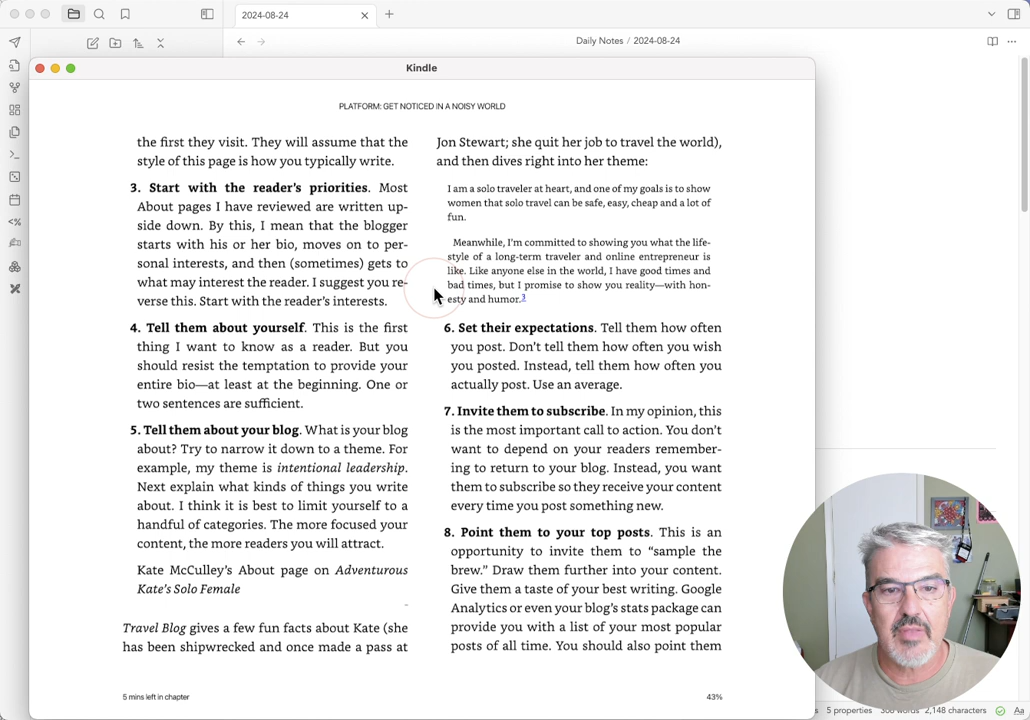 2024-08-24
Daily Notes / 2024-08-24
Kindle
PLATFORM: GET NOTICED IN A NOISY WORLD
the first they visit. They will assume that the
style of this page is how you typically write.
3. Start with the reader's priorities. Most
About pages I have reviewed are written up-
side down. By this, I mean that the blogger
starts with his or her bio, moves on to per-
sonal interests, and then (sometimes) gets to
what may interest the reader. I suggest you re-
verse this. Start with the reader's interests.
4. Tell them about yourself. This is the first
thing I want to know as a reader. But you
should resist the temptation to provide your
entire bio—at least at the beginning. One or
two sentences are sufficient.
5. Tell them about your blog. What is your blog
about? Try to narrow it down to a theme. For
example, my theme is intentional leadership.
Next explain what kinds of things you write
about. I think it is best to limit yourself to a
handful of categories. The more focused your
content, the more readers you will attract.
Kate McCulley's About page on Adventurous
Kate's Solo Female
Travel Blog gives a few fun facts about Kate (she
has been shipwrecked and once made a pass at
Jon Stewart; she quit her job to travel the world),
and then dives right into her theme:
I am a solo traveler at heart, and one of my goals is to show
women that solo travel can be safe, easy, cheap and a lot of
fun.
Meanwhile, I'm committed to showing you what the life-
style of a long-term traveler and online entrepreneur is
like. Like anyone else in the world, I have good times and
bad times, but I promise to show you reality—with hon-
esty and humor.3
6. Set their expectations. Tell them how often
you post. Don't tell them how often you wish
you posted. Instead, tell them how often you
actually post. Use an average.
7. Invite them to subscribe. In my opinion, this
is the most important call to action. You don't
want to depend on your readers remember-
ing to return to your blog. Instead, you want
them to subscribe so they receive your content
every time you post something new.
8. Point them to your top posts. This is an
opportunity to invite them to "sample the
brew." Draw them further into your content.
Give them a taste of your best writing. Google
Analytics or even your blog's stats package can
provide you with a list of your most popular
posts of all time. You should also point them
5 mins left in chapter
43%
5 properties
words 2,148 characters
Aa